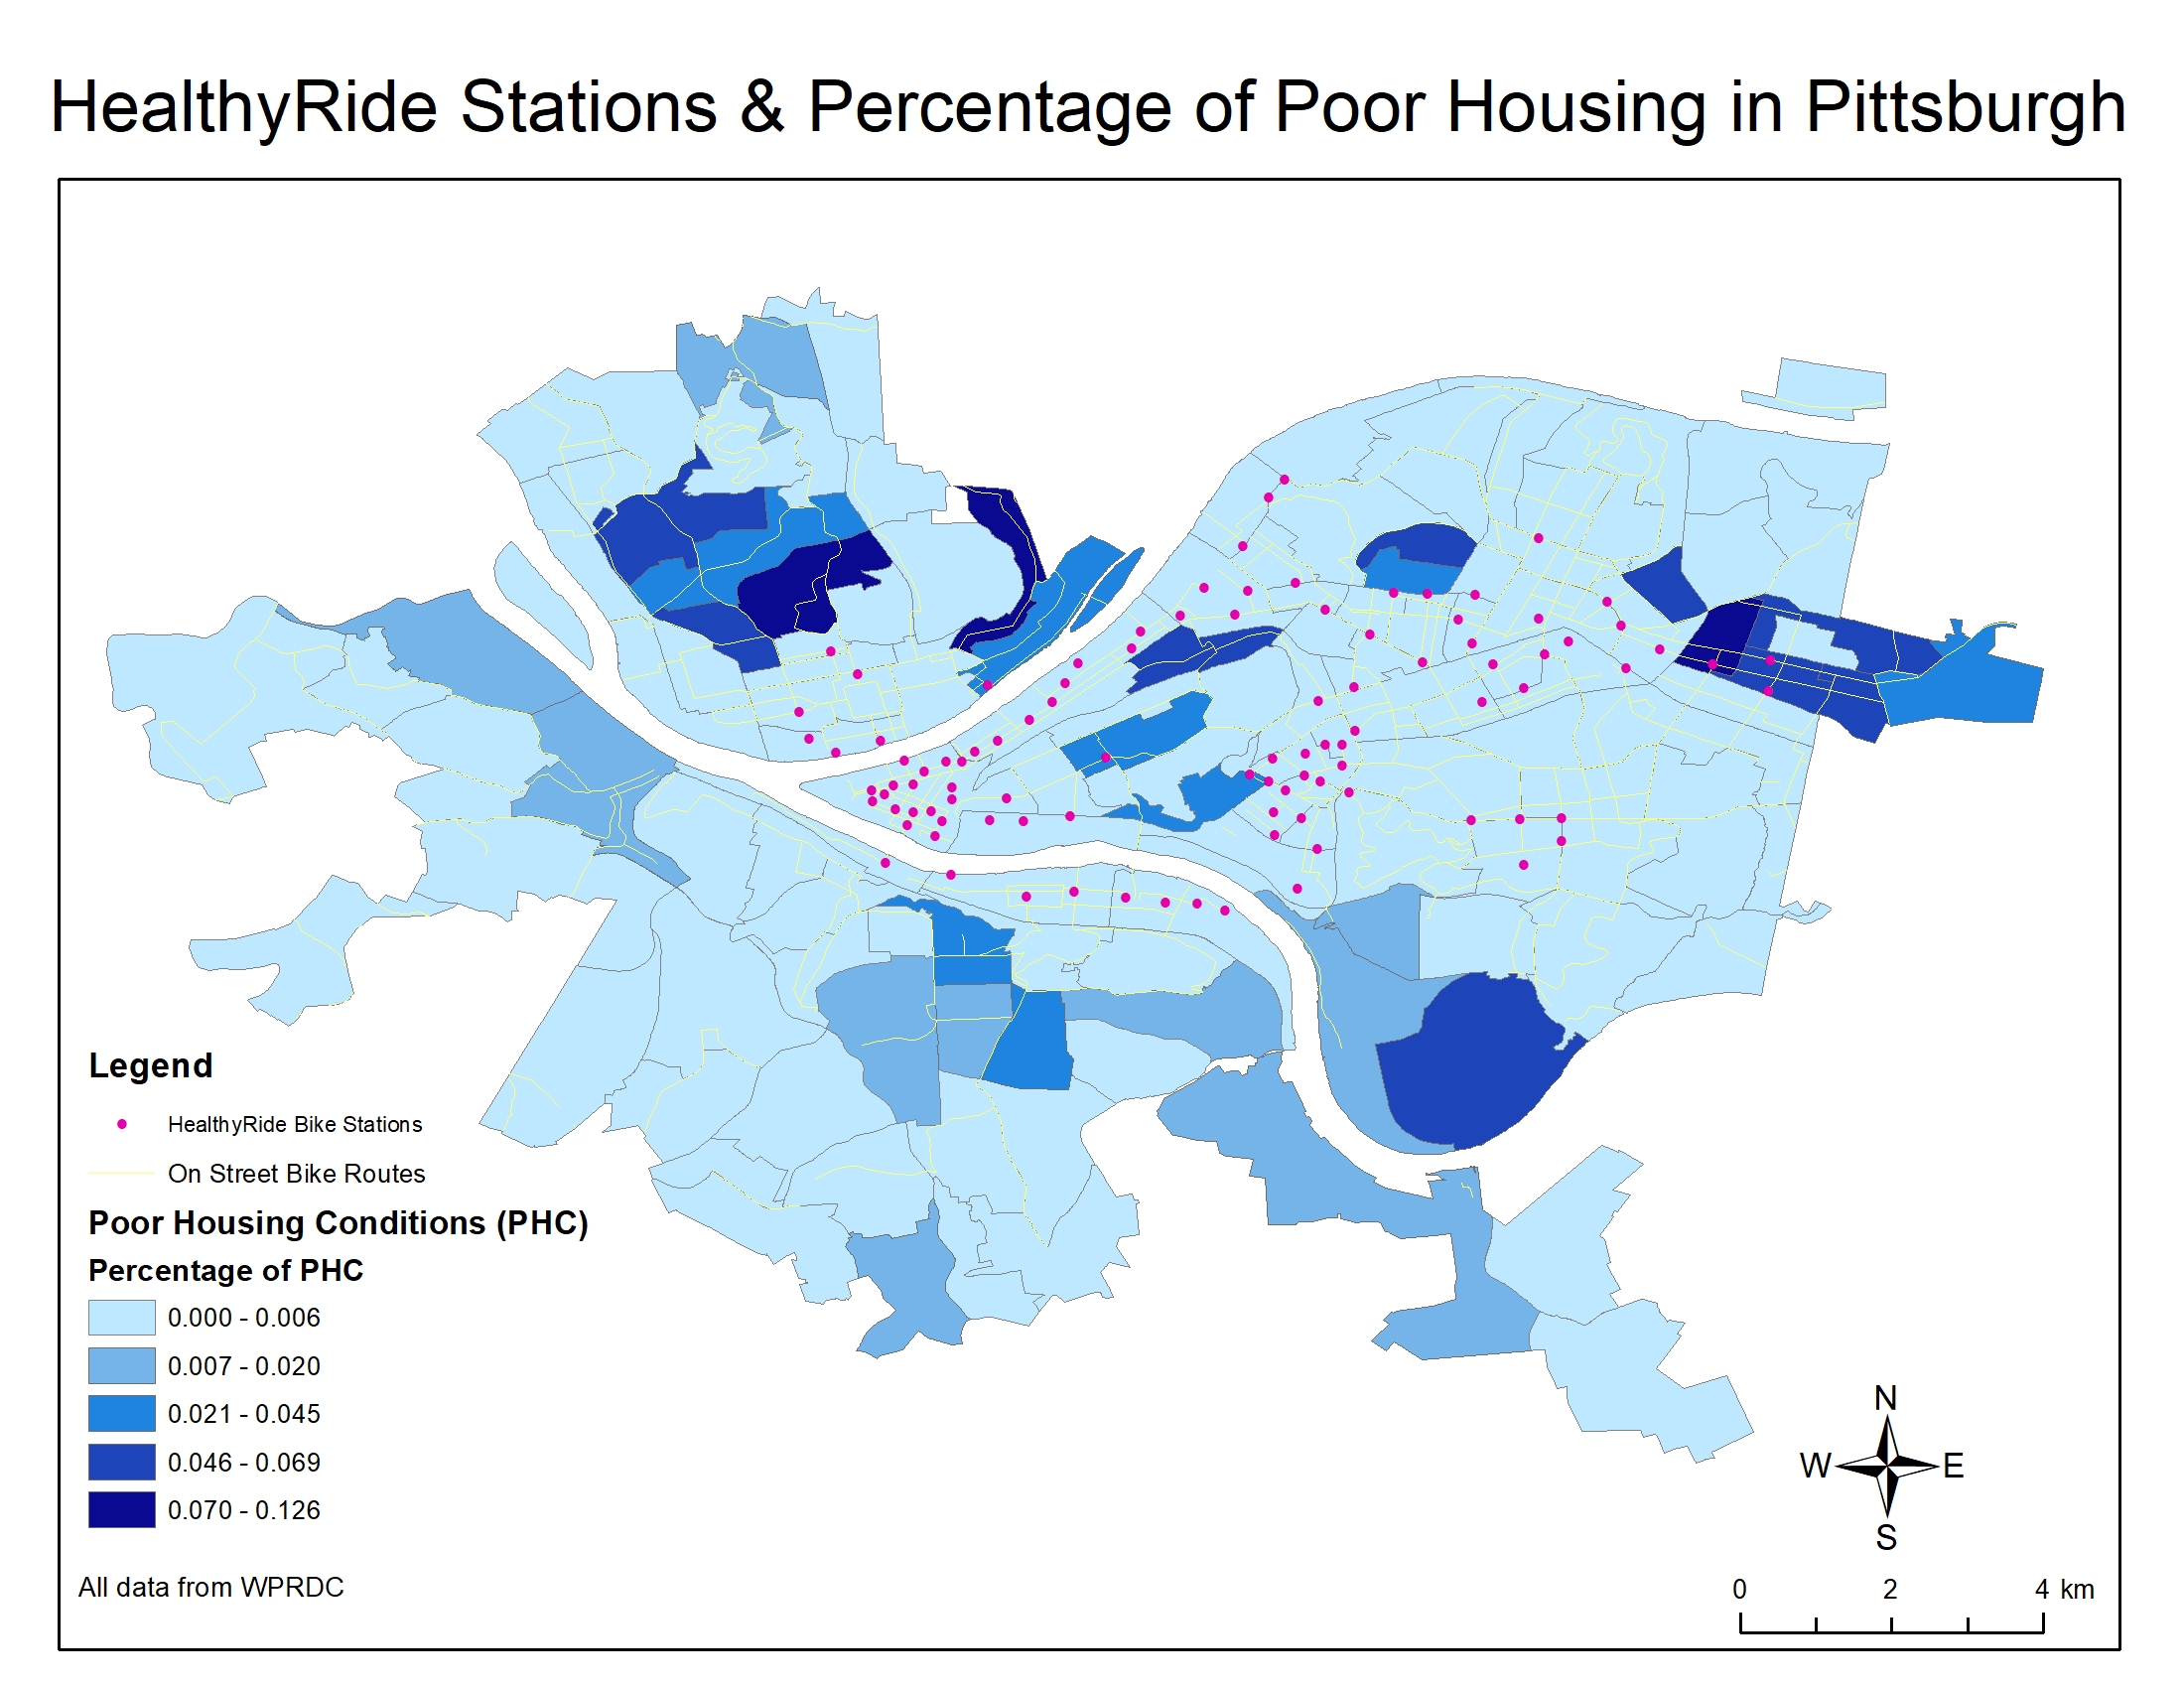 HealthyRide Stations & Percentage of Poor Housing in Pittsburgh
Legend
HealthyRide Bike Stations
On Street Bike Routes
Poor Housing Conditions (PHC)
Percentage of PHC
0.000 - 0.006
0.007 - 0.020
0.021 - 0.045
0.046 - 0.069
0.070 - 0.126
All data from WPRDC
N
W E
S
0 2 4 km